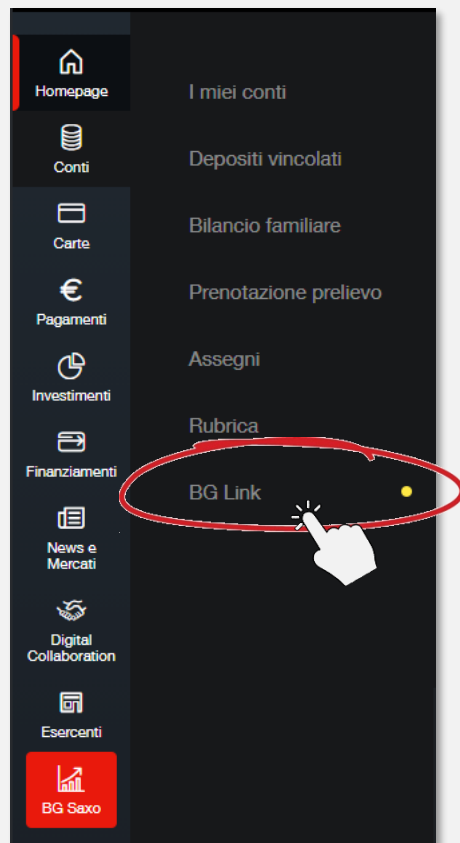 Homepage
Conti
Carte
Pagamenti
Investimenti
Finanziamenti
News e
Mercati
Digital
Collaboration
Esercenti
BG Saxo
I miei conti
Depositi vincolati
Bilancio familiare
Prenotazione prelievo
Assegni
Rubrica
BG Link